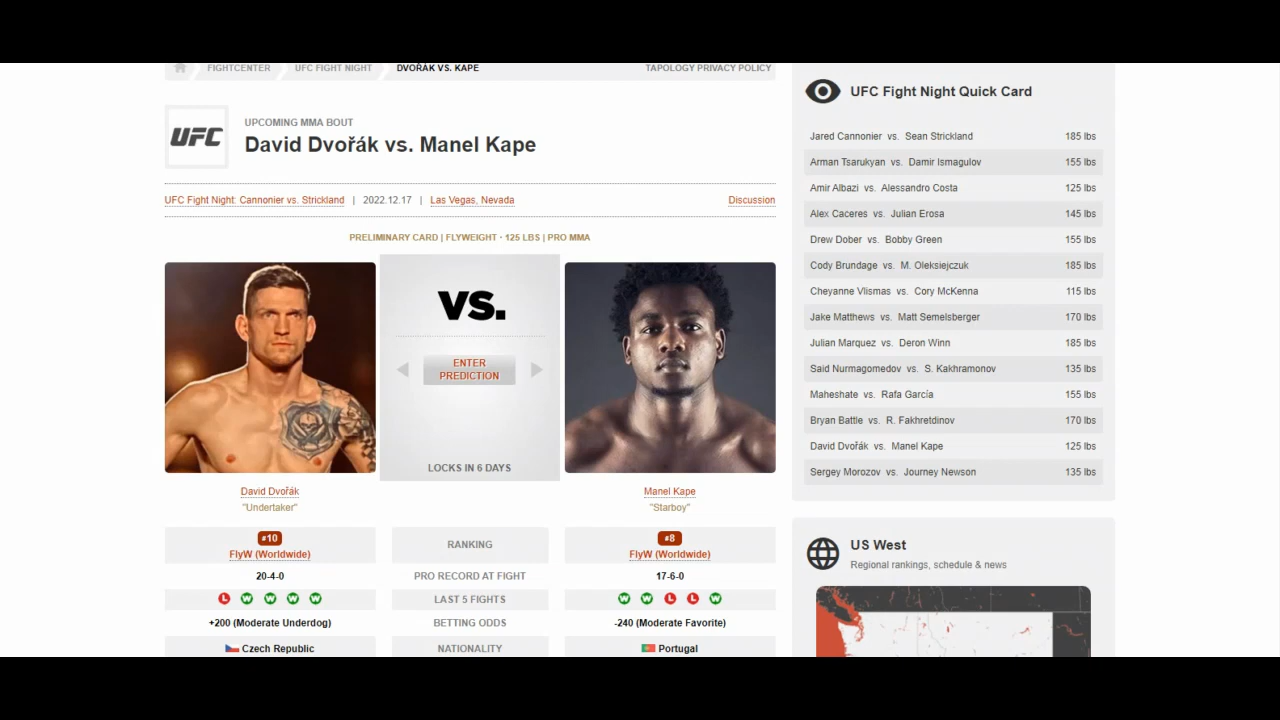 FIGHTCENTER UFC FIGHT NIGHT DVOŘÁK VS. KAPE TAPOLOGY PRIVACY POLICY
UFC
UPCOMING MMA BOUT
David Dvořák vs. Manel Kape
UFC Fight Night: Cannonier vs. Strickland | 2022.12.17 | Las Vegas, Nevada Discussion
PRELIMINARY CARD | FLYWEIGHT · 125 LBS | PRO MMA
VS.
ENTER
PREDICTION
LOCKS IN 6 DAYS
David Dvořák Manel Kape
"Undertaker" "Starboy"
#10 RANKING #8
FlyW (Worldwide) FlyW (Worldwide)
20-4-0 PRO RECORD AT FIGHT 17-6-0
L W W W W LAST 5 FIGHTS W W L L W
+200 (Moderate Underdog) BETTING ODDS -240 (Moderate Favorite)
Czech Republic NATIONALITY Portugal
UFC Fight Night Quick Card
Jared Cannonier vs. Sean Strickland 185 lbs
Arman Tsarukyan vs. Damir Ismagulov 155 lbs
Amir Albazi vs. Alessandro Costa 125 lbs
Alex Caceres vs. Julian Erosa 145 lbs
Drew Dober vs. Bobby Green 155 lbs
Cody Brundage vs. M. Oleksiejczuk 185 lbs
Cheyanne Vlismas vs. Cory McKenna 115 lbs
Jake Matthews vs. Matt Semelsberger 170 lbs
Julian Marquez vs. Deron Winn 185 lbs
Said Nurmagomedov vs. S. Kakhramonov 135 lbs
Maheshate vs. Rafa García 155 lbs
Bryan Battle vs. R. Fakhretdinov 170 lbs
David Dvořák vs. Manel Kape 125 lbs
Sergey Morozov vs. Journey Newson 135 lbs
US West
Regional rankings, schedule & news